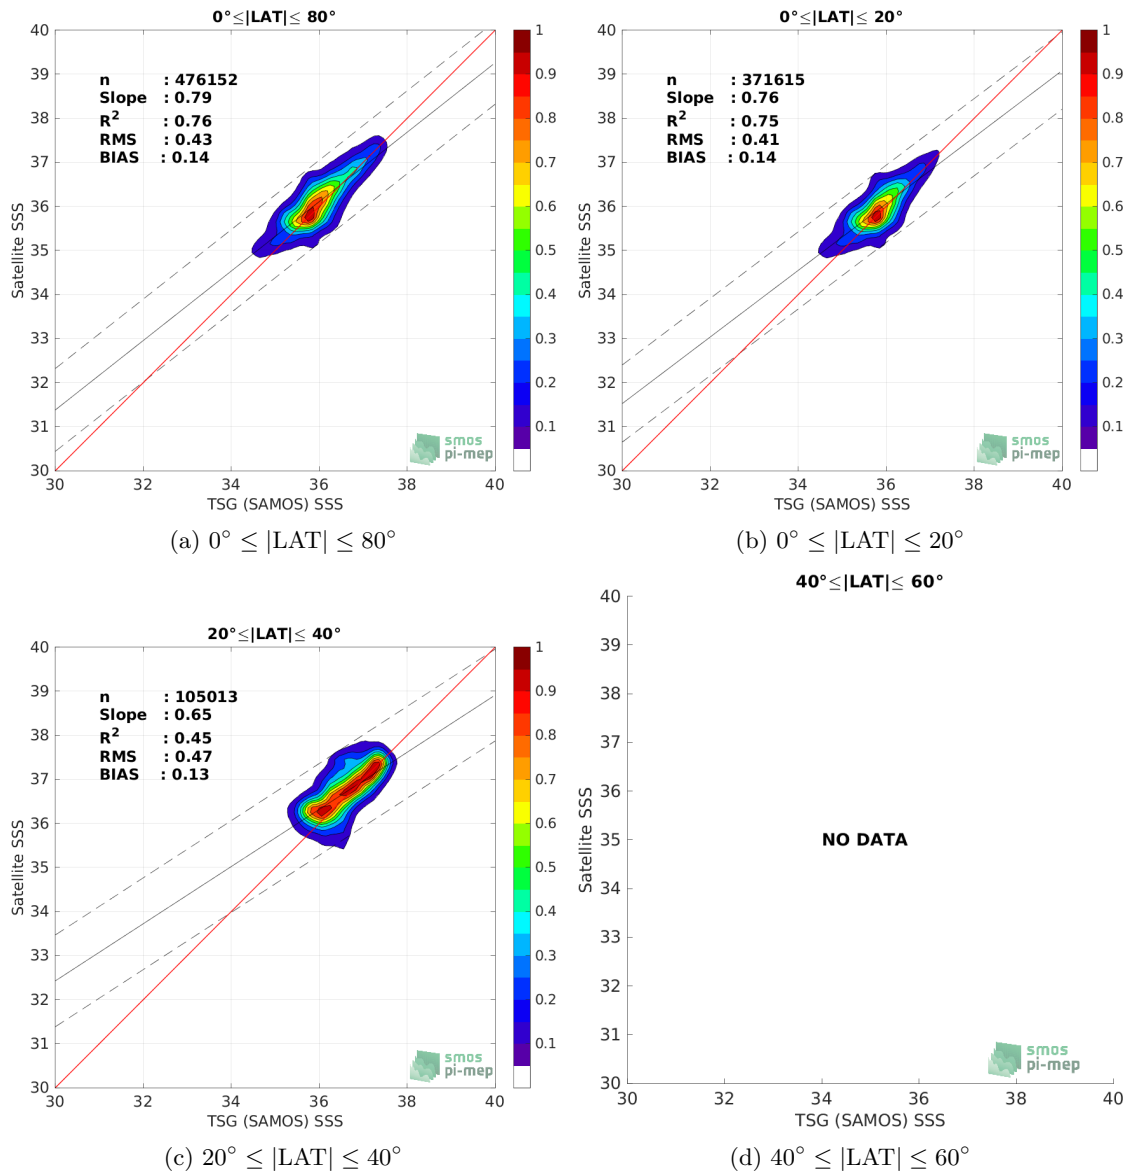 0°≤|LAT|≤ 80°
40
39
38
37
36
35
34
33
32
31
30
Satellite SSS
n : 476152
Slope : 0.79
R2 : 0.76
RMS : 0.43
BIAS : 0.14
smos
pi-mep
30 32 34 36 38 40
TSG (SAMOS) SSS
1
0.9
0.8
0.7
0.6
0.5
0.4
0.3
0.2
0.1
(a) 0° ≤ |LAT| ≤ 80°
0°≤|LAT|≤ 20°
40
39
38
37
36
35
34
33
32
31
30
Satellite SSS
n : 371615
Slope : 0.76
R2 : 0.75
RMS : 0.41
BIAS : 0.14
smos
pi-mep
30 32 34 36 38 40
TSG (SAMOS) SSS
1
0.9
0.8
0.7
0.6
0.5
0.4
0.3
0.2
0.1
(b) 0° ≤ |LAT| ≤ 20°
20°≤|LAT|≤ 40°
40
39
38
37
36
35
34
33
32
31
30
Satellite SSS
n : 105013
Slope : 0.65
R2 : 0.45
RMS : 0.47
BIAS : 0.13
smos
pi-mep
30 32 34 36 38 40
TSG (SAMOS) SSS
1
0.9
0.8
0.7
0.6
0.5
0.4
0.3
0.2
0.1
(c) 20° ≤ |LAT| ≤ 40°
40°≤|LAT|≤ 60°
40
39
38
37
36
35
34
33
32
31
30
Satellite SSS
NO DATA
smos
pi-mep
30 32 34 36 38 40
TSG (SAMOS) SSS
(d) 40° ≤ |LAT| ≤ 60°